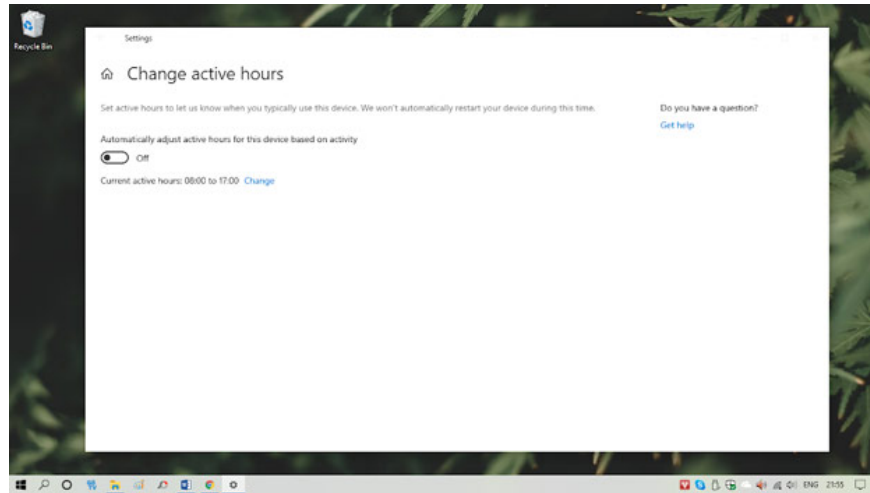 Recycle Bin
Settings
Change active hours
Set active hours to let us know when you typically use this device. We won't automatically restart your device during this time.
Automatically adjust active hours for this device based on activity
Off
Current active hours: 08:00 to 17:00 Change
Do you have a question?
Get help
ENG 21:55